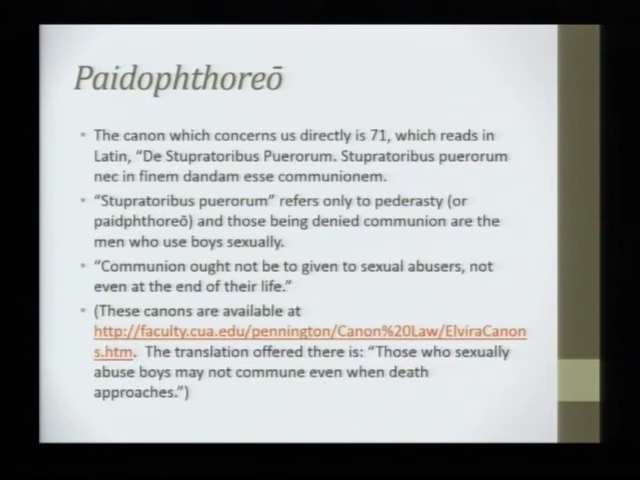 Paidophthoreō
• The canon which concerns us directly is 71, which reads in
Latin, “De Stupratoribus Puerorum. Stupratoribus puerorum
nec in finem dandam esse communionem.
• “Stupratoribus puerorum” refers only to pederasty (or
paidphthoreō) and those being denied communion are the
men who use boys sexually.
• “Communion ought not be to given to sexual abusers, not
even at the end of their life.”
• (These canons are available at
http://faculty.cua.edu/pennington/Canon%20Law/ElviraCanon
s.htm. The translation offered there is: “Those who sexually
abuse boys may not commune even when death
approaches.”)